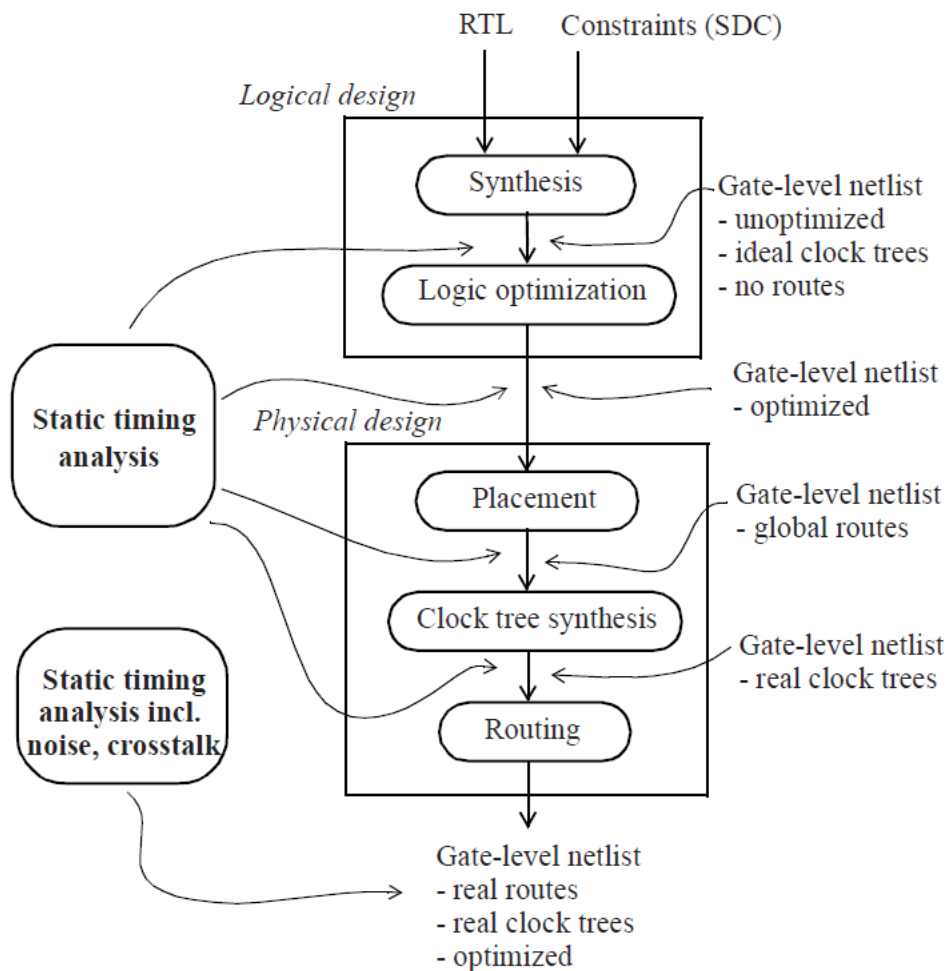 RTL
Constraints (SDC)
Logical design
Synthesis
Gate-level netlist
- unoptimized
- ideal clock trees
- no routes
Logic optimization
Gate-level netlist
- optimized
Static timing
analysis
Physical design
Placement
Gate-level netlist
- global routes
Clock tree synthesis
Gate-level netlist
- real clock trees
Static timing
analysis incl.
noise, crosstalk
Routing
Gate-level netlist
- real routes
- real clock trees
- optimized